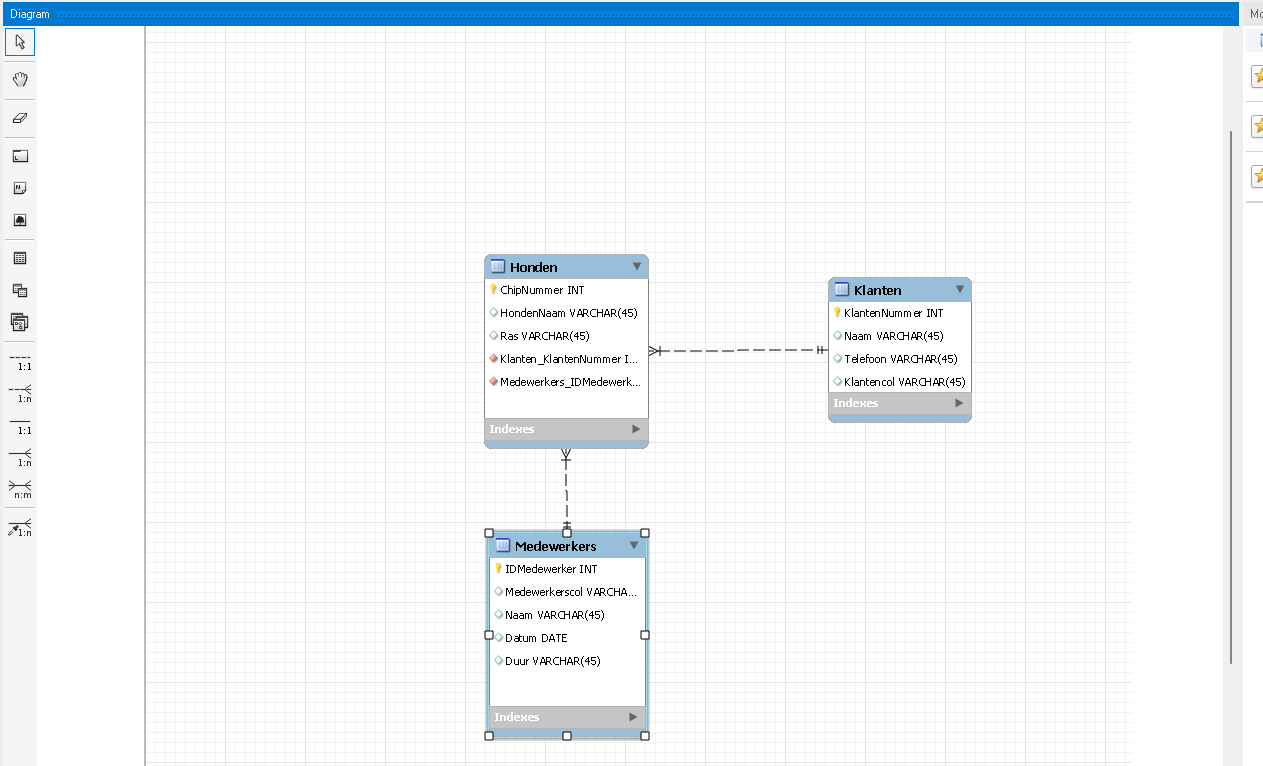 Diagram
Mo
1:1
1:n
1:1
1:n
n:m
1:n
Honden
ChipNummer INT
HondenNaam VARCHAR(45)
Ras VARCHAR(45)
Klanten_KlantenNummer I...
Medewerkers_IDMedewerk...
Indexes
Klanten
KlantenNummer INT
Naam VARCHAR(45)
Telefoon VARCHAR(45)
Klantencol VARCHAR(45)
Indexes
Medewerkers
IDMedewerker INT
Medewerkerscol VARCHA...
Naam VARCHAR(45)
Datum DATE
Duur VARCHAR(45)
Indexes